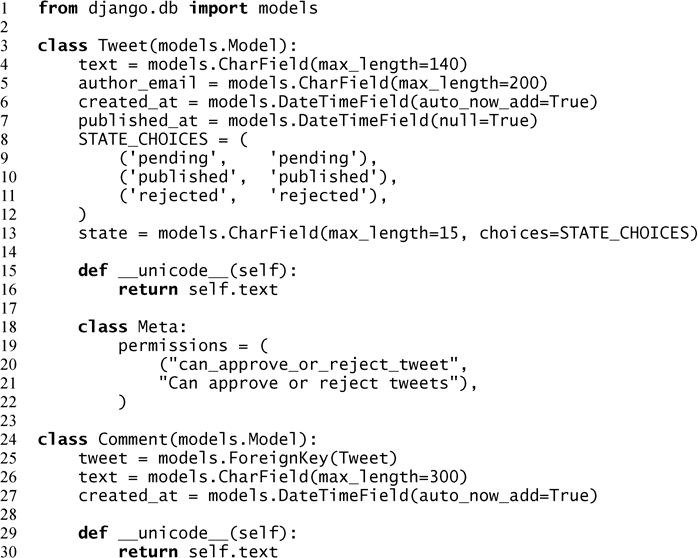 1 from django.db import models
2
3 class Tweet(models.Model):
4     text = models.CharField(max_length=140)
5     author_email = models.CharField(max_length=200)
6     created_at = models.DateTimeField(auto_now_add=True)
7     published_at = models.DateTimeField(null=True)
8     STATE_CHOICES = (
9         ('pending',    'pending'),
10         ('published',  'published'),
11         ('rejected',   'rejected'),
12     )
13     state = models.CharField(max_length=15, choices=STATE_CHOICES)
14
15     def __unicode__(self):
16         return self.text
17
18     class Meta:
19         permissions = (
20             ("can_approve_or_reject_tweet",
21             "Can approve or reject tweets"),
22         )
23
24 class Comment(models.Model):
25     tweet = models.ForeignKey(Tweet)
26     text = models.CharField(max_length=300)
27     created_at = models.DateTimeField(auto_now_add=True)
28
29     def __unicode__(self):
30         return self.text